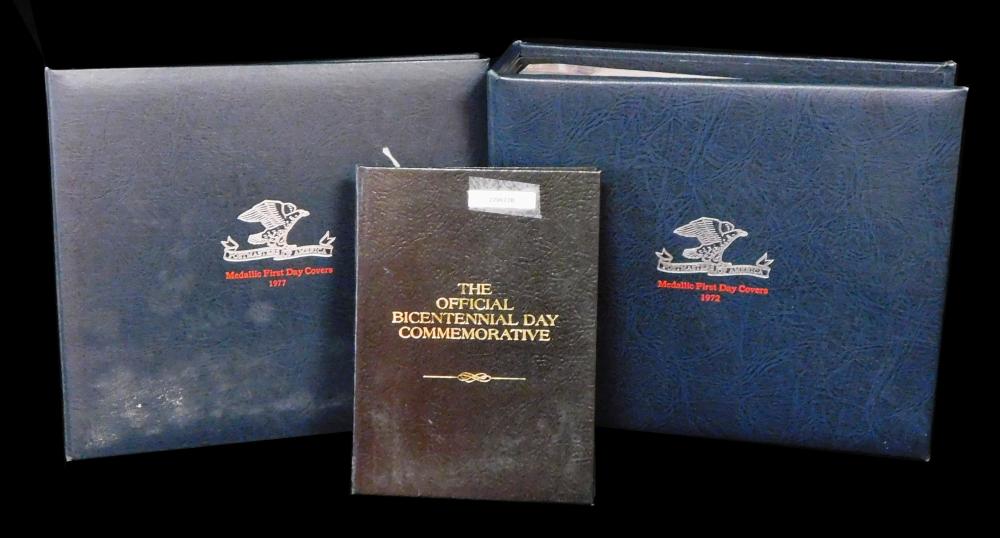 POSTMASTERS OF AMERICA
Medallic First Day Covers
1977
THE
OFFICIAL
BICENTENNIAL DAY
COMMEMORATIVE
POSTMASTERS OF AMERICA
Medallic First Day Covers
1972